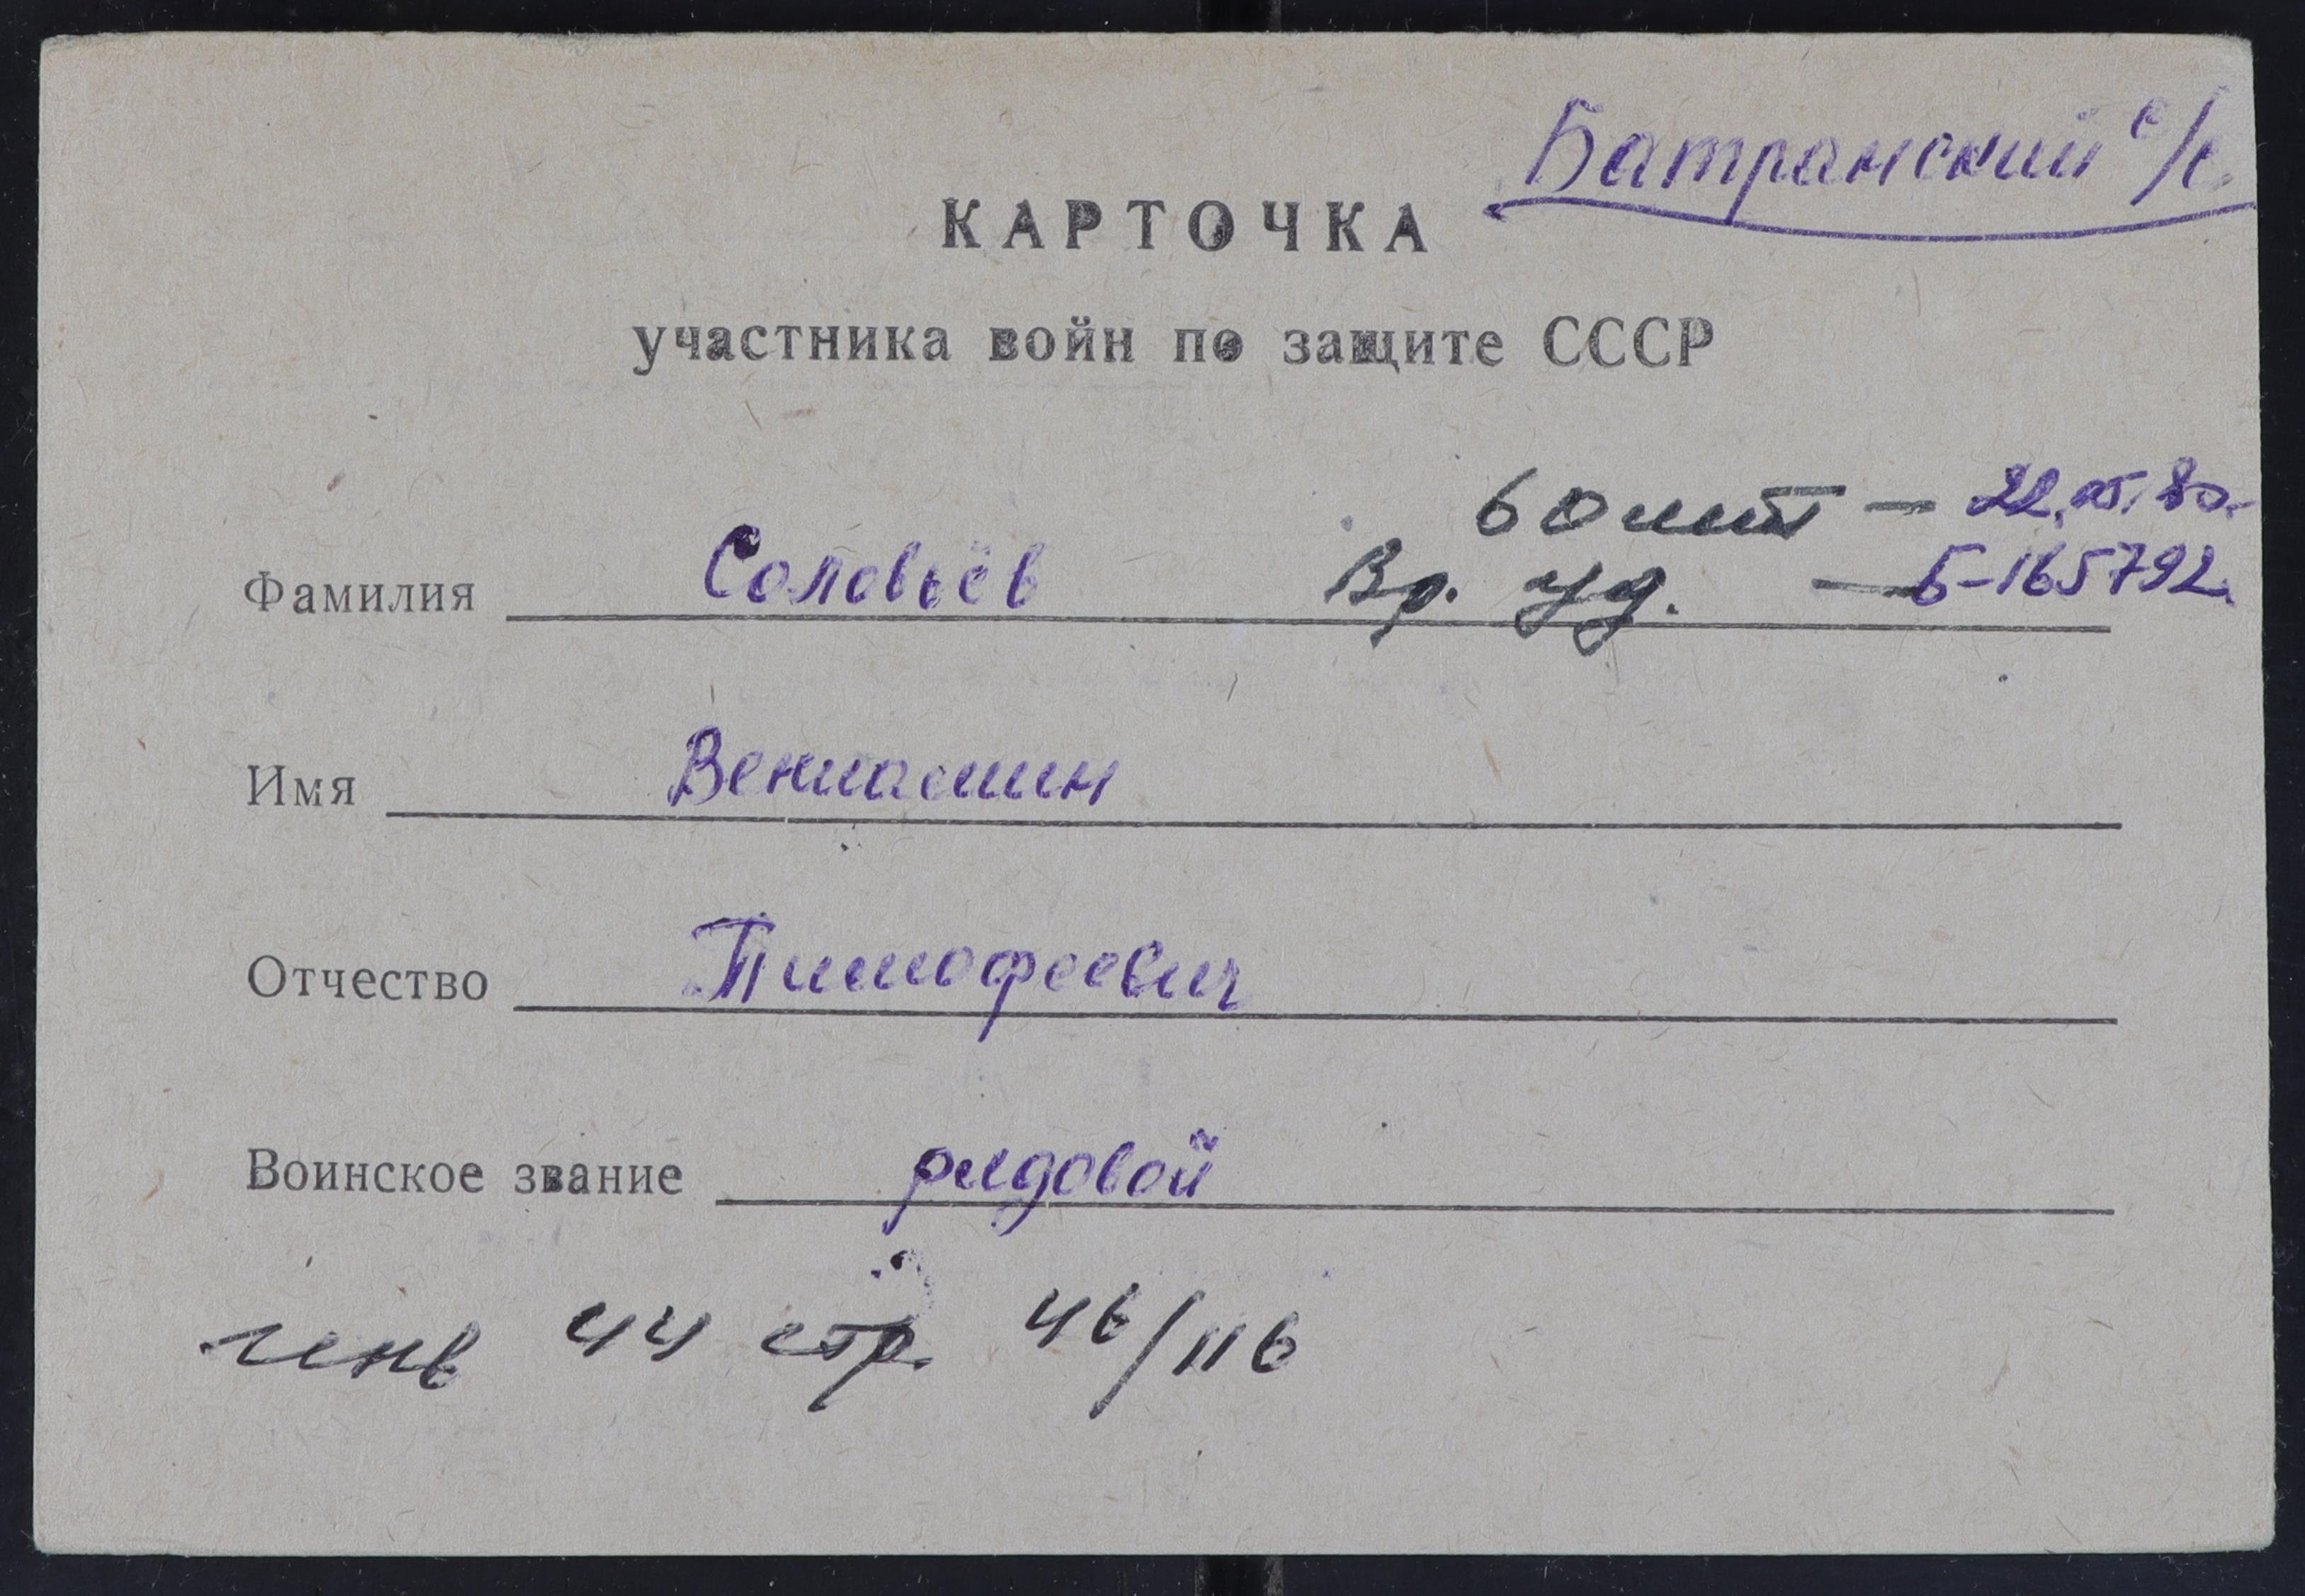 Батранский с/с.
КАРТОЧКА
участника войн по защите СССР
60 лет — 22.05.80.
Фамилия Соловьёв Вр. уд. — Б-165792.
Имя Вениамин
Отчество Тимофеевич
Воинское звание рядовой
44 стр. 46/116